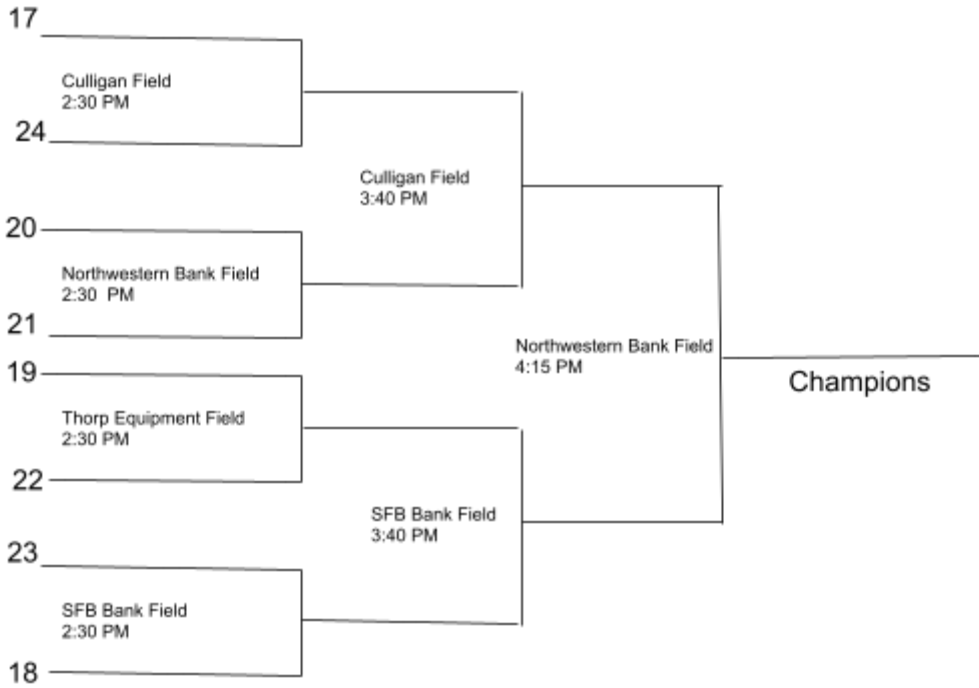 17
Culligan Field
2:30 PM
24
Culligan Field
3:40 PM
20
Northwestern Bank Field
2:30 PM
21
Northwestern Bank Field
4:15 PM
Champions
19
Thorp Equipment Field
2:30 PM
22
SFB Bank Field
3:40 PM
23
SFB Bank Field
2:30 PM
18